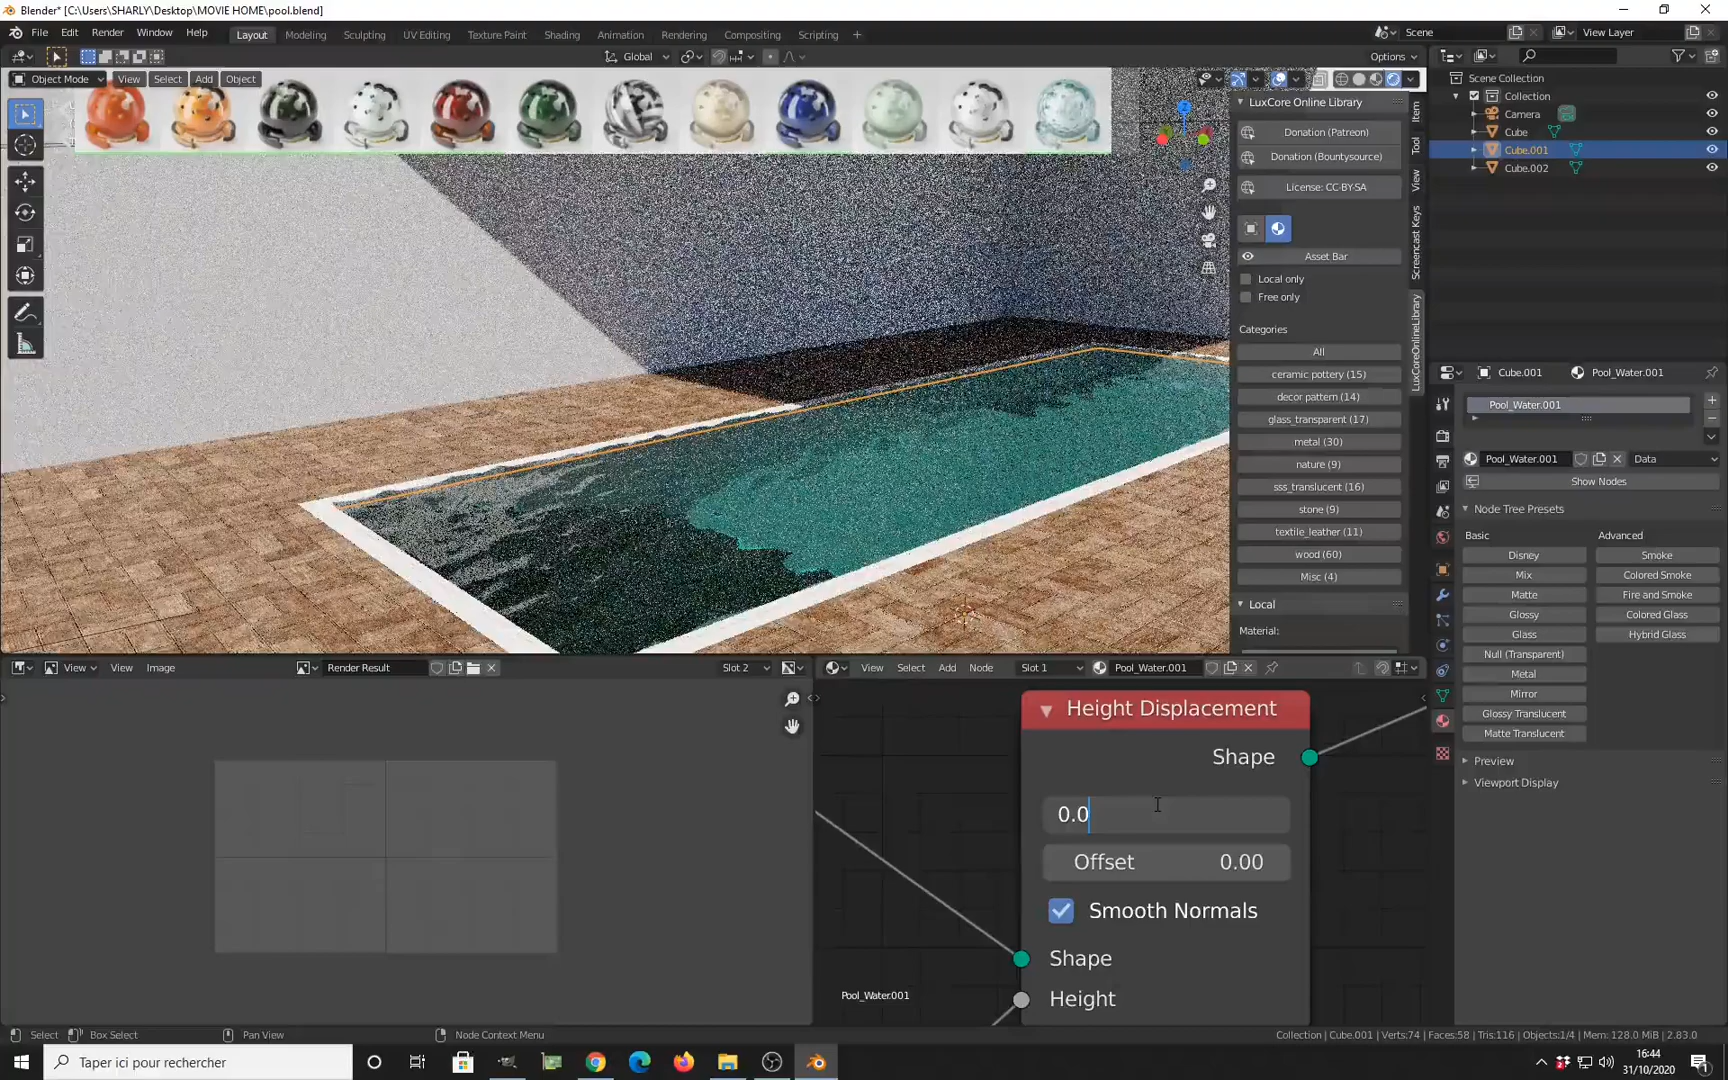 Blender* [C:\Users\SHARLY\Desktop\MOVIE HOME\pool.blend]
File Edit Render Window Help
Layout Modeling Sculpting UV Editing Texture Paint Shading Animation Rendering Compositing Scripting +
Scene
View Layer
Global
Options
Object Mode View Select Add Object
Z
LuxCore Online Library
Donation (Patreon)
Donation (Bountysource)
License: CC-BY-SA
Asset Bar
Local only
Free only
Categories
All
ceramic pottery (15)
decor pattern (14)
glass_transparent (17)
metal (30)
nature (9)
sss_translucent (16)
stone (9)
textile_leather (11)
wood (60)
Misc (4)
Local
Material:
Item
Tool
View
Screencast Keys
LuxCoreOnlineLibrary
Scene Collection
Collection
Camera
Cube
Cube.001
Cube.002
Cube.001 Pool_Water.001
Pool_Water.001
Pool_Water.001 Data
Show Nodes
Node Tree Presets
Basic Advanced
Disney Smoke
Mix Colored Smoke
Matte Fire and Smoke
Glossy Colored Glass
Glass Hybrid Glass
Null (Transparent)
Metal
Mirror
Glossy Translucent
Matte Translucent
Preview
Viewport Display
View View Image Render Result Slot 2
View Select Add Node Slot 1 Pool_Water.001
Height Displacement
Shape
0.0
Offset 0.00
Smooth Normals
Shape
Height
Pool_Water.001
Select Box Select Pan View Node Context Menu
Collection | Cube.001 | Verts:74 | Faces:58 | Tris:116 | Objects:1/4 | Mem: 128.0 MiB | 2.83.0
Taper ici pour rechercher
16:44
31/10/2020
1